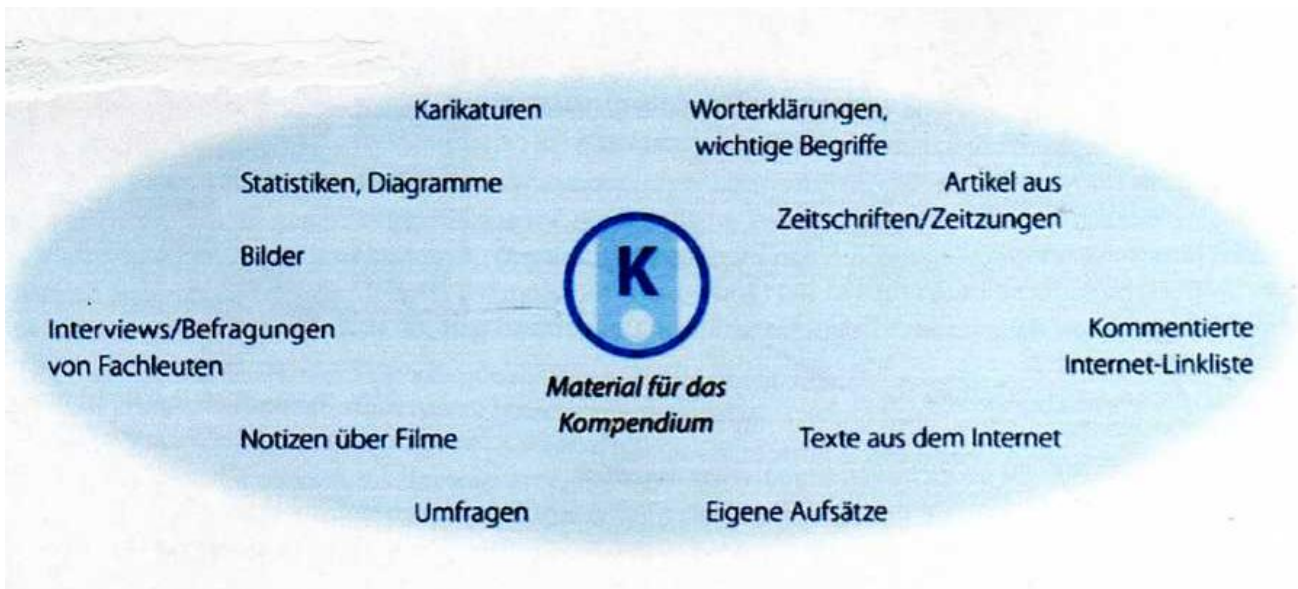 Karikaturen
Worterklärungen,
wichtige Begriffe
Statistiken, Diagramme
Artikel aus
Zeitschriften/Zeitzungen
Bilder
K
Interviews/Befragungen
von Fachleuten
Kommentierte
Internet-Linkliste
Material für das
Kompendium
Notizen über Filme
Texte aus dem Internet
Umfragen
Eigene Aufsätze